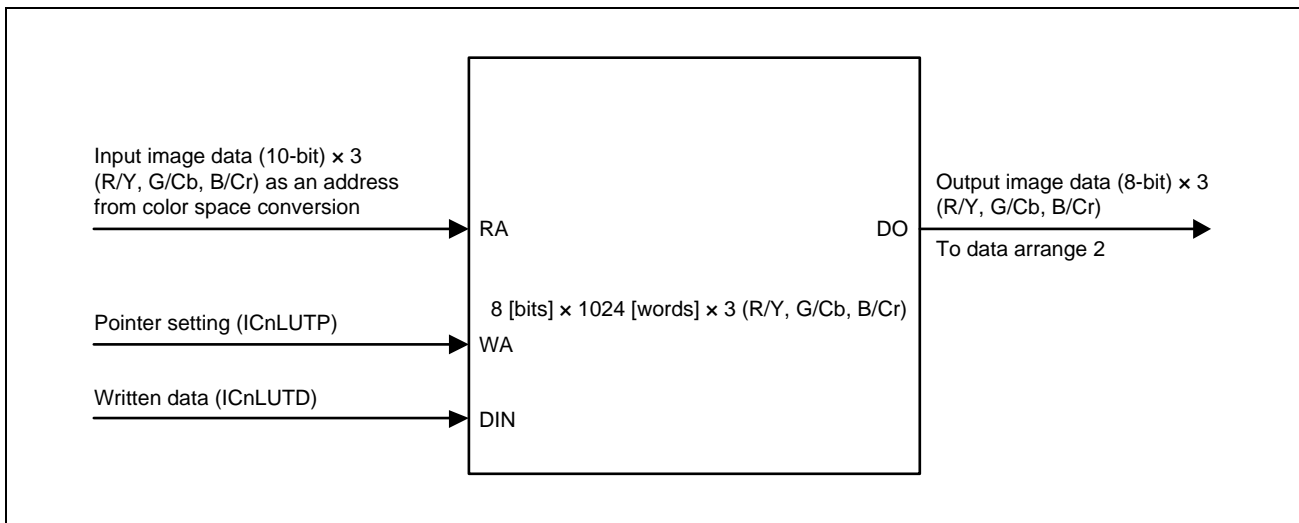 Input image data (10-bit) × 3
(R/Y, G/Cb, B/Cr) as an address
from color space conversion
RA
DO
Output image data (8-bit) × 3
(R/Y, G/Cb, B/Cr)
To data arrange 2
8 [bits] × 1024 [words] × 3 (R/Y, G/Cb, B/Cr)
Pointer setting (ICnLUTP)
WA
Written data (ICnLUTD)
DIN